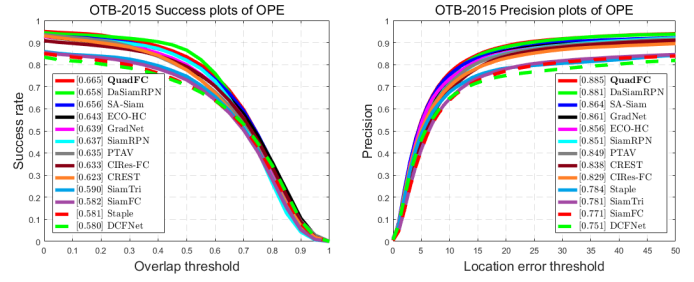 OTB-2015 Success plots of OPE
Success rate
1
0.9
0.8
0.7
0.6
0.5
0.4
0.3
0.2
0.1
0
[0.665] QuadFC
[0.658] DaSiamRPN
[0.656] SA-Siam
[0.643] ECO-HC
[0.639] GradNet
[0.637] SiamRPN
[0.635] PTAV
[0.633] CIRes-FC
[0.623] CREST
[0.590] SiamTri
[0.582] SiamFC
[0.581] Staple
[0.580] DCFNet
0 0.1 0.2 0.3 0.4 0.5 0.6 0.7 0.8 0.9 1
Overlap threshold
OTB-2015 Precision plots of OPE
Precision
1
0.9
0.8
0.7
0.6
0.5
0.4
0.3
0.2
0.1
0
[0.885] QuadFC
[0.881] DaSiamRPN
[0.864] SA-Siam
[0.861] GradNet
[0.856] ECO-HC
[0.851] SiamRPN
[0.849] PTAV
[0.838] CREST
[0.829] CIRes-FC
[0.784] Staple
[0.781] SiamTri
[0.771] SiamFC
[0.751] DCFNet
0 5 10 15 20 25 30 35 40 45 50
Location error threshold